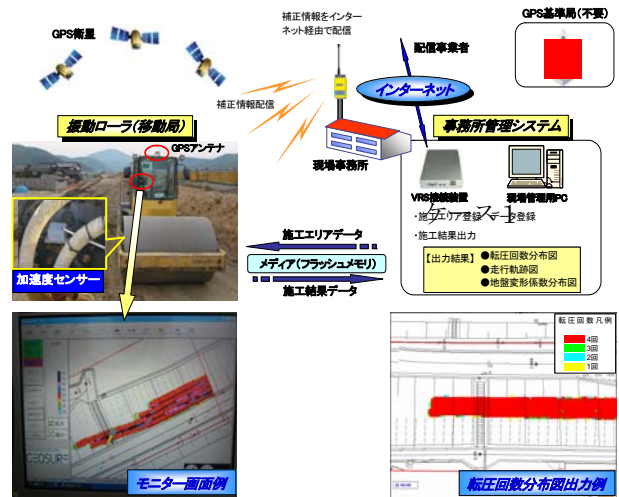 GPS衛星
補正情報をインター
ネット経由で配信
配信事業者
GPS基準局（不要）
インターネット
補正情報配信
振動ローラ（移動局）
GPSアンテナ
現場事務所
事務所管理システム
VRS接続装置
現場管理用PC
・施工エリア登録
データ登録
ケース1
・施工結果出力
【出力結果】
●転圧回数分布図
●走行軌跡図
●地盤変形係数分布図
加速度センサー
施工エリアデータ
メディア（フラッシュメモリ）
施工結果データ
転圧回数凡例
4回
3回
2回
1回
GEOSURF
モニター画面例
転圧回数分布図出力例